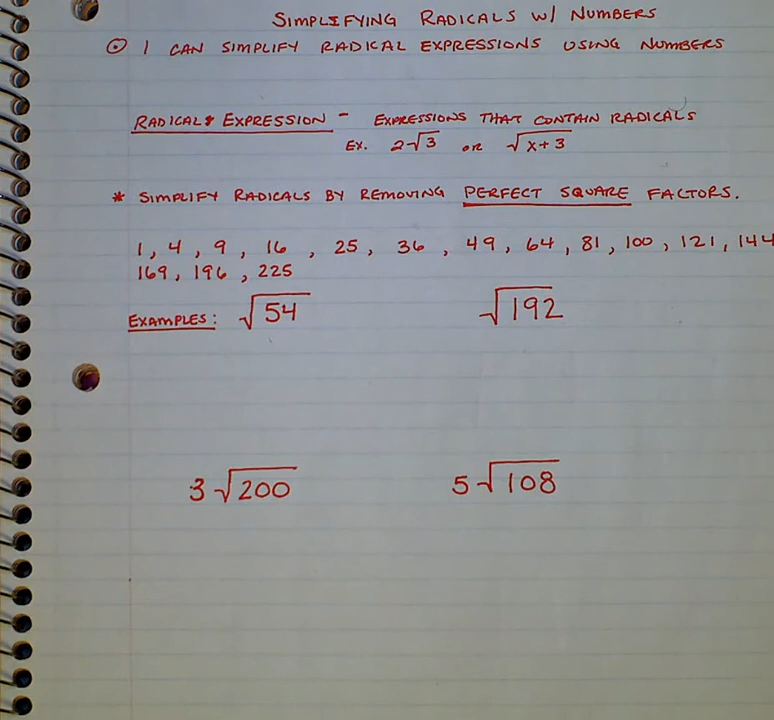 SIMPLIFYING RADICALS W/ NUMBERS
⊙ I CAN SIMPLIFY RADICAL EXPRESSIONS USING NUMBERS
RADICAL EXPRESSION - EXPRESSIONS THAT CONTAIN RADICALS
EX. 2√3 OR √x+3
* SIMPLIFY RADICALS BY REMOVING PERFECT SQUARE FACTORS.
1, 4, 9, 16, 25, 36, 49, 64, 81, 100, 121, 144
169, 196, 225
EXAMPLES: √54 √192
3√200 5√108